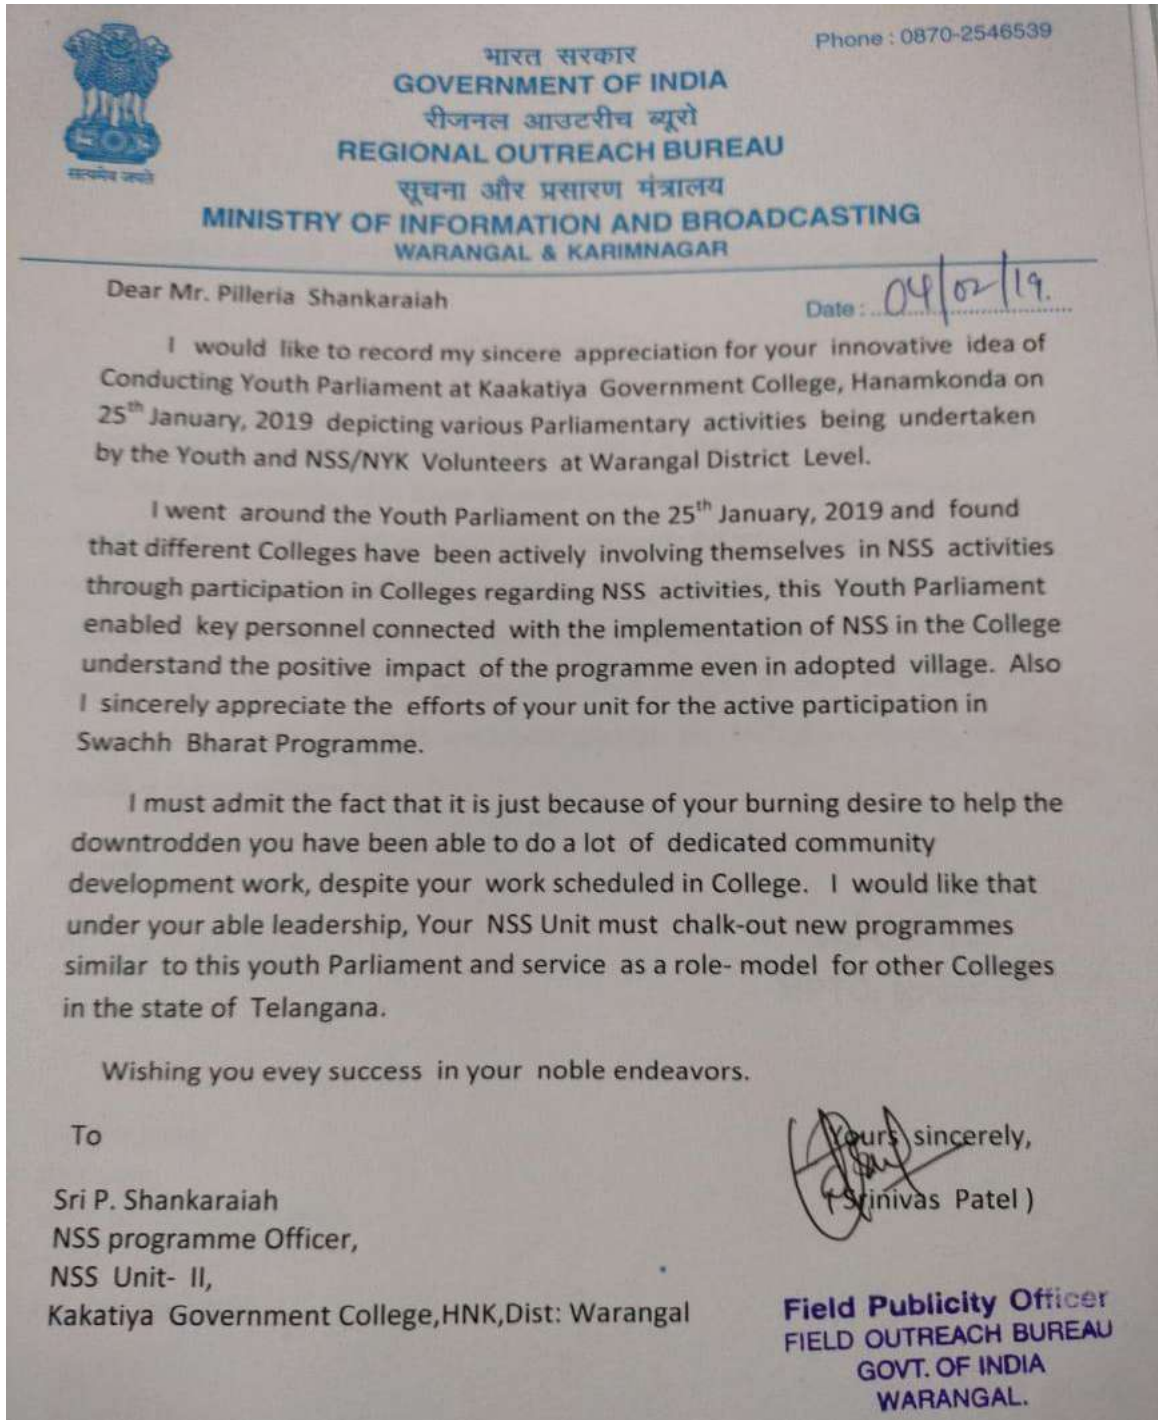 Phone : 0870-2546539
भारत सरकार
GOVERNMENT OF INDIA
रीजनल आउटरीच ब्यूरो
REGIONAL OUTREACH BUREAU
सूचना और प्रसारण मंत्रालय
MINISTRY OF INFORMATION AND BROADCASTING
WARANGAL & KARIMNAGAR
सत्यमेव जयते
Dear Mr. Pilleria Shankaraiah
Date : 04/02/19.
I would like to record my sincere appreciation for your innovative idea of
Conducting Youth Parliament at Kaakatiya Government College, Hanamkonda on
25th January, 2019 depicting various Parliamentary activities being undertaken
by the Youth and NSS/NYK Volunteers at Warangal District Level.
I went around the Youth Parliament on the 25th January, 2019 and found
that different Colleges have been actively involving themselves in NSS activities
through participation in Colleges regarding NSS activities, this Youth Parliament
enabled key personnel connected with the implementation of NSS in the College
understand the positive impact of the programme even in adopted village. Also
I sincerely appreciate the efforts of your unit for the active participation in
Swachh Bharat Programme.
I must admit the fact that it is just because of your burning desire to help the
downtrodden you have been able to do a lot of dedicated community
development work, despite your work scheduled in College. I would like that
under your able leadership, Your NSS Unit must chalk-out new programmes
similar to this youth Parliament and service as a role- model for other Colleges
in the state of Telangana.
Wishing you evey success in your noble endeavors.
To
Yours sincerely,
(Srinivas Patel )
Sri P. Shankaraiah
NSS programme Officer,
NSS Unit- II,
Kakatiya Government College,HNK,Dist: Warangal
Field Publicity Officer
FIELD OUTREACH BUREAU
GOVT. OF INDIA
WARANGAL.